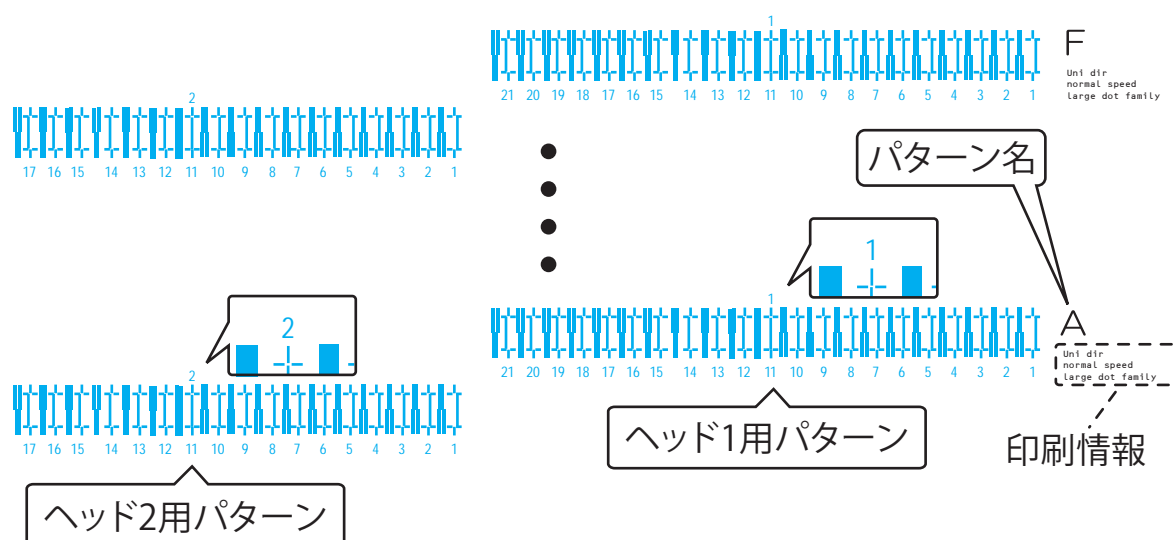 1
F
Uni dir
normal speed
large dot family
21 20 19 18 17 16 15 14 13 12 11 10 9 8 7 6 5 4 3 2 1
2
17 16 15 14 13 12 11 10 9 8 7 6 5 4 3 2 1
パターン名
1
1
A
Uni dir
normal speed
large dot family
21 20 19 18 17 16 15 14 13 12 11 10 9 8 7 6 5 4 3 2 1
2
2
17 16 15 14 13 12 11 10 9 8 7 6 5 4 3 2 1
ヘッド1用パターン
印刷情報
ヘッド2用パターン